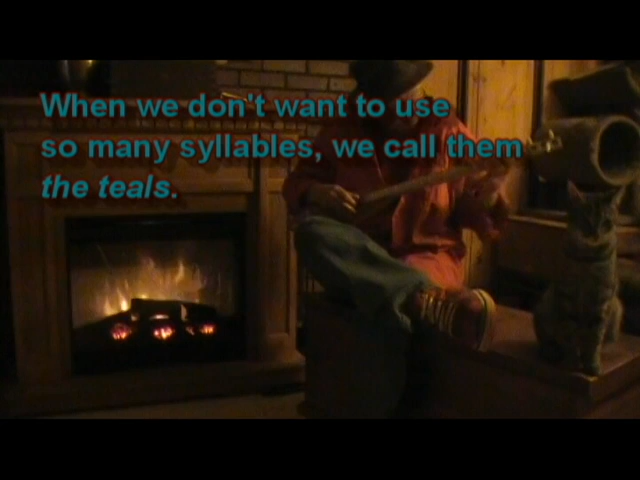 When we don't want to use
so many syllables, we call them
the teals.